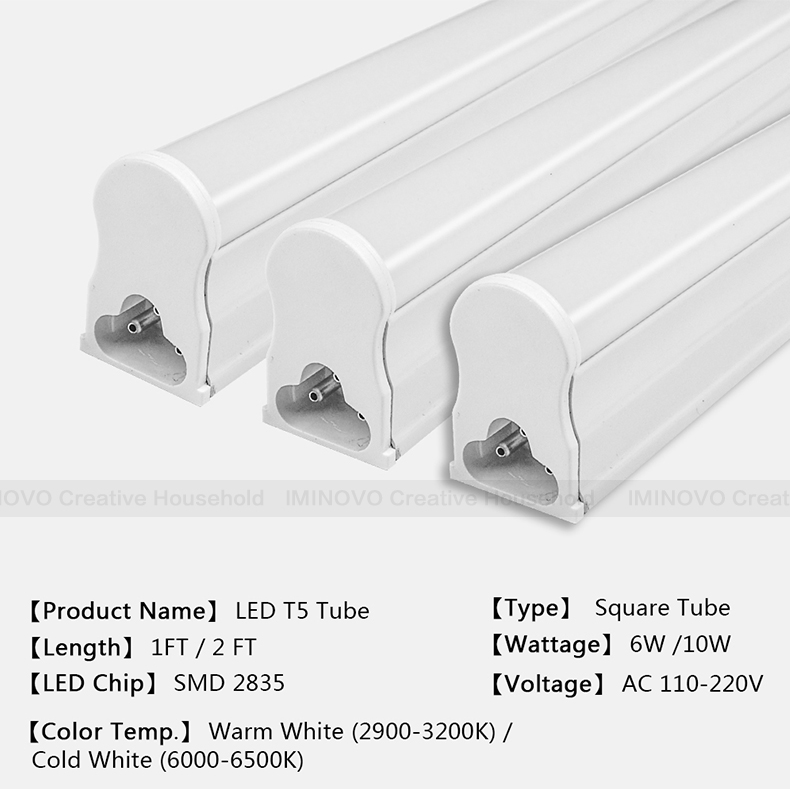 NOVO Creative Household IMINOVO Creative Household IMINOVO Creat
【Product Name】 LED T5 Tube
【Type】 Square Tube
【Length】 1FT / 2 FT
【Wattage】 6W /10W
【LED Chip】 SMD 2835
【Voltage】 AC 110-220V
【Color Temp.】 Warm White (2900-3200K) /
Cold White (6000-6500K)